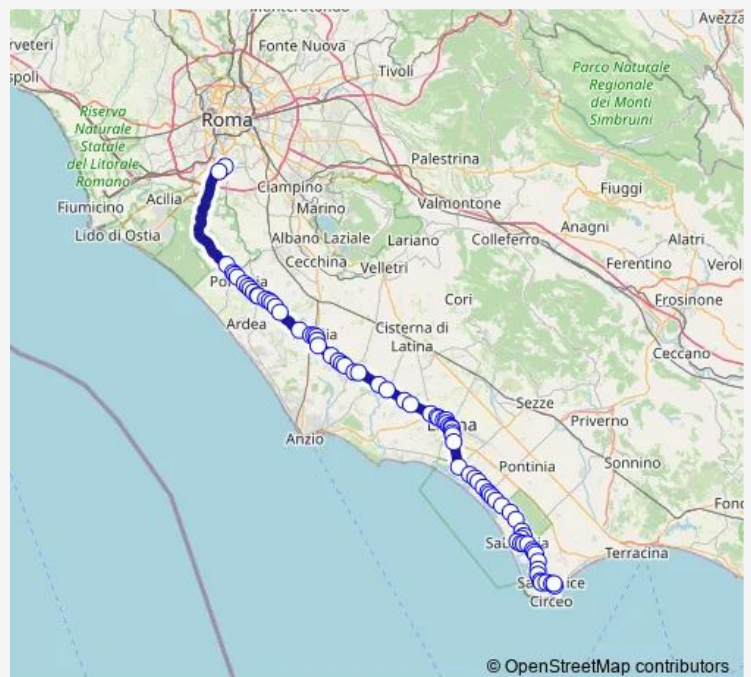 Avezza
rveteri
Fonte Nuova
spoli
Tivoli
Parco Naturale
Regionale
dei Monti
Simbruini
Riserva
Naturale
Statale
del Litorale
Romano
Roma
Palestrina
Fiumicino
Acilia
Ciampino
Fiuggi
Marino
Valmontone
Lido di Ostia
Albano Laziale
Lariano
Colleferro
Anagni
Alatri
Cecchina
Velletri
Ferentino
Verol
Cori
Frosinone
Ardea
Cisterna di
Latina
Ceccano
Sezze
Priverno
Anzio
Pontinia
Sonnino
Fond
Terracina
Circeo
© OpenStreetMap contributors